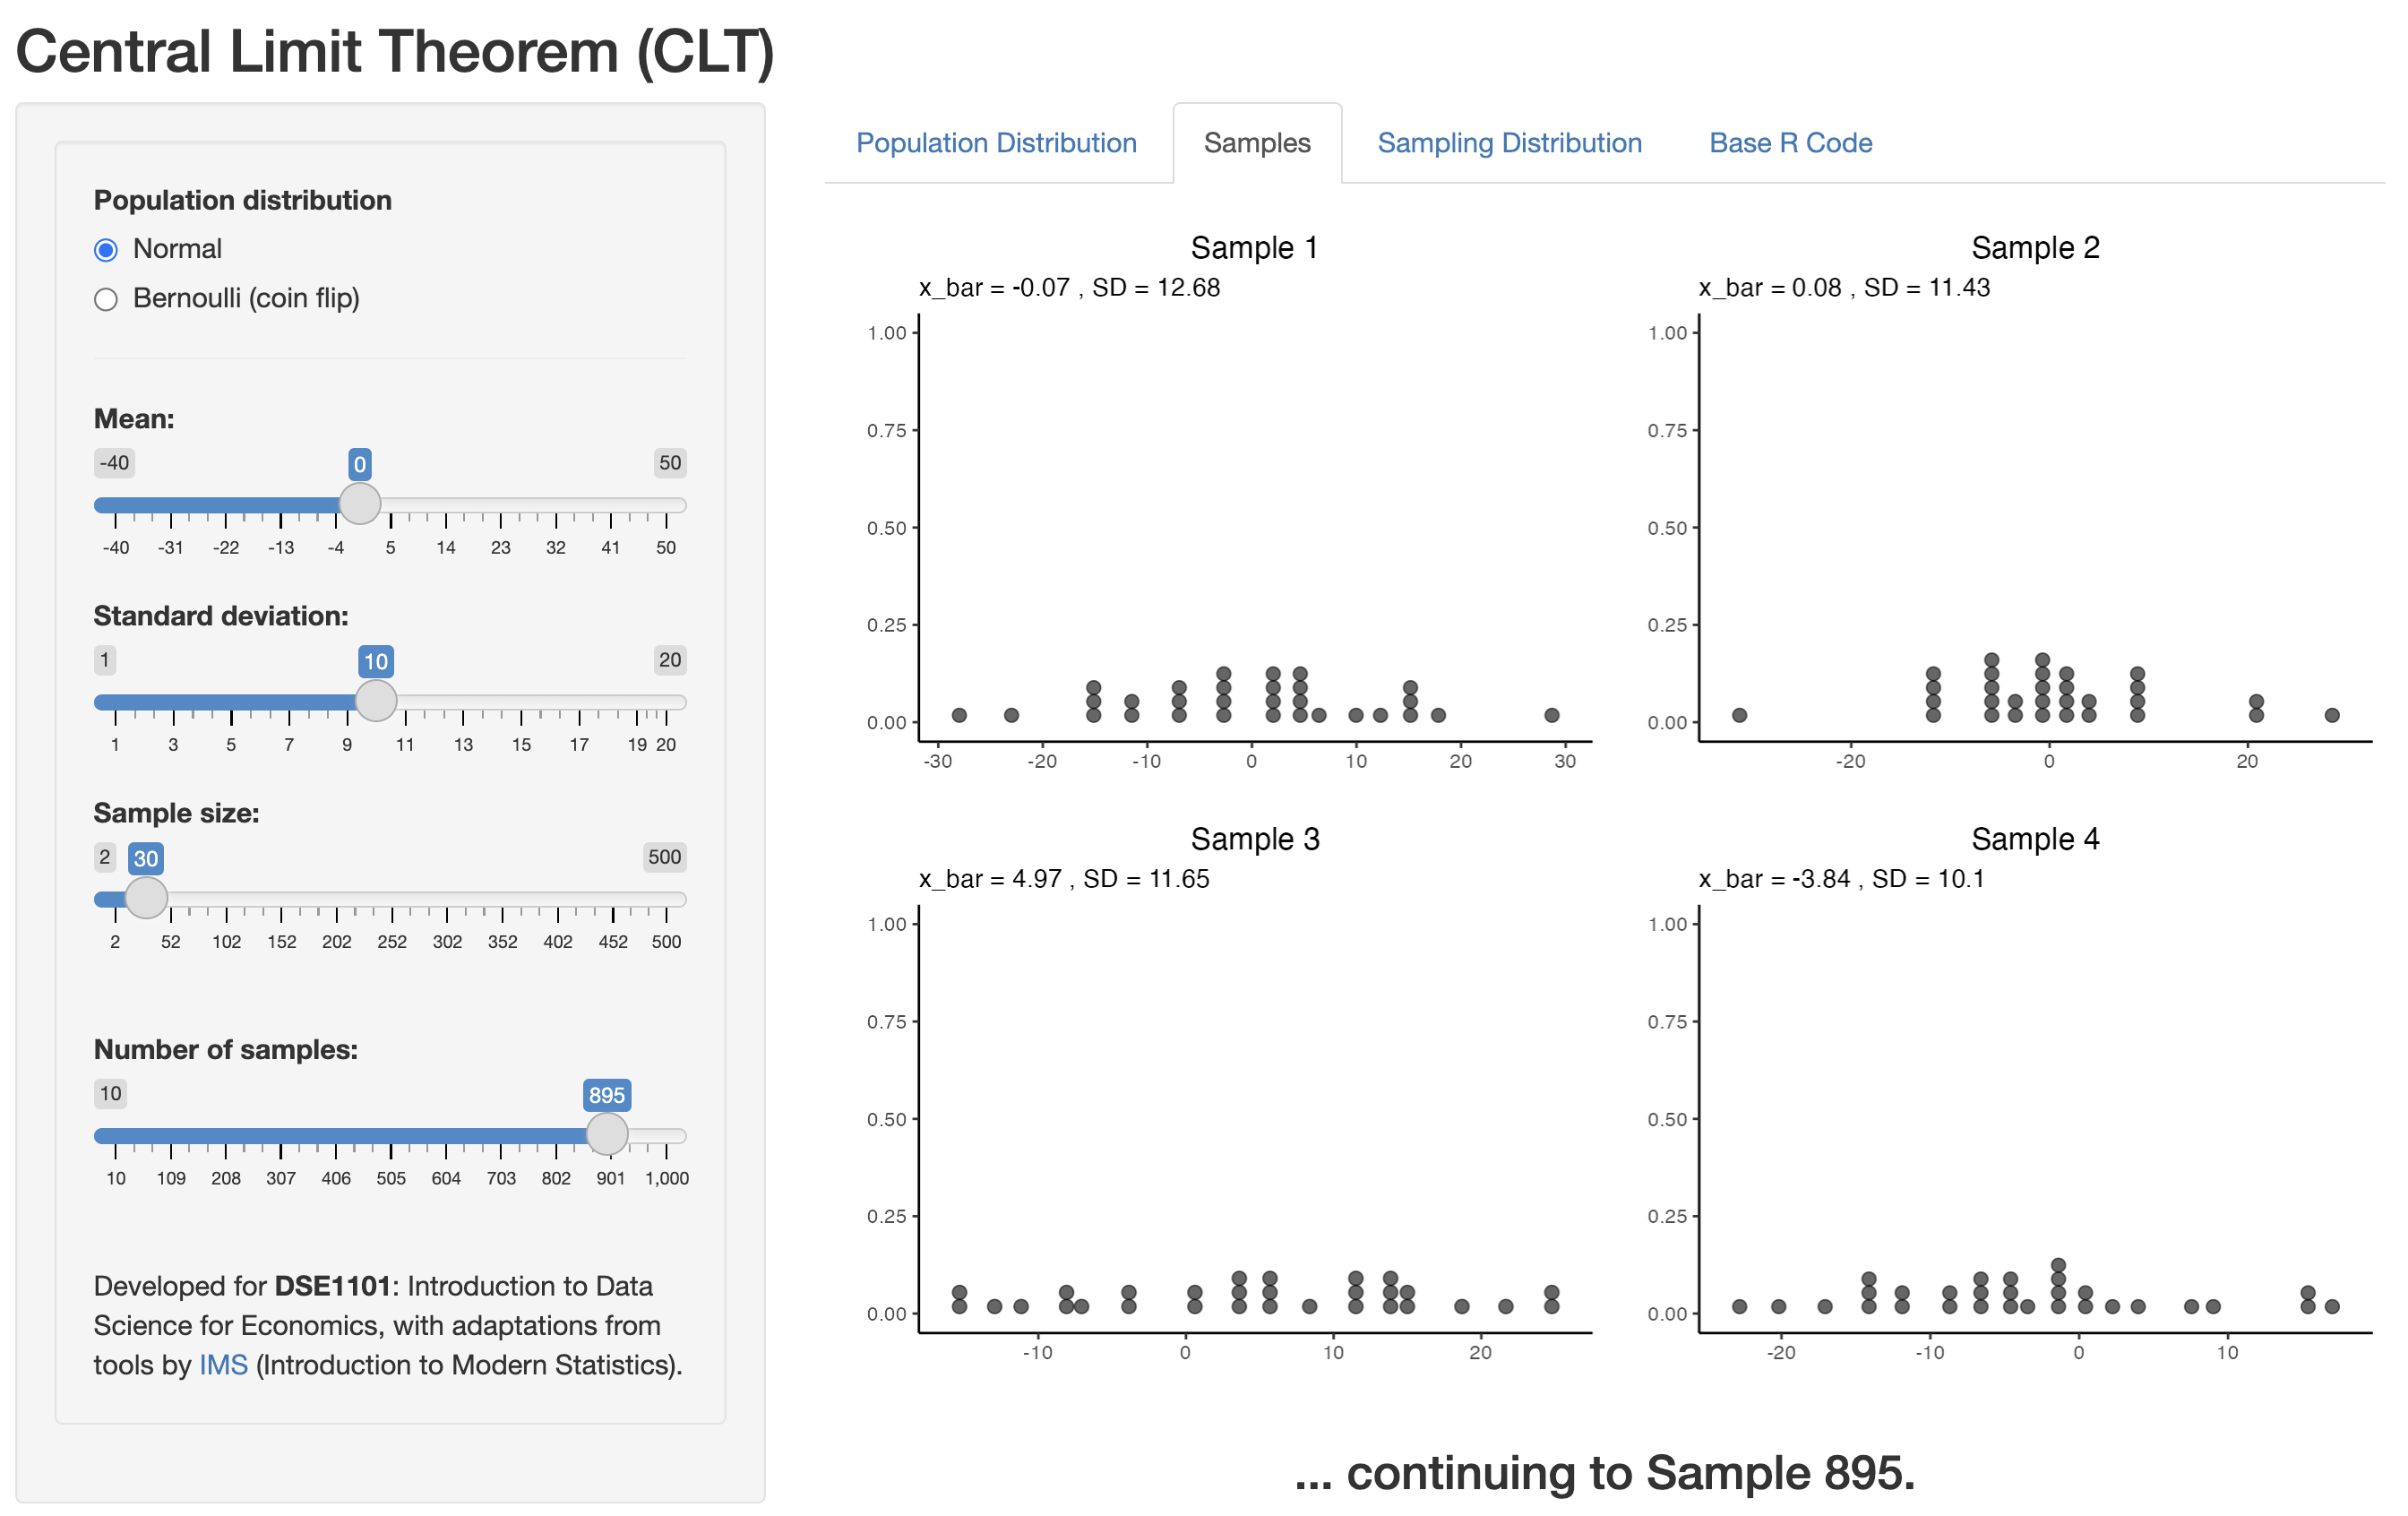 Central Limit Theorem (CLT)
Population distribution
Normal
Bernoulli (coin flip)
Mean:
-40 0 50
-40 -31 -22 -13 -4 5 14 23 32 41 50
Standard deviation:
1 10 20
1 3 5 7 9 11 13 15 17 19 20
Sample size:
2 30 500
2 52 102 152 202 252 302 352 402 452 500
Number of samples:
10 895
10 109 208 307 406 505 604 703 802 901 1,000
Developed for DSE1101: Introduction to Data
Science for Economics, with adaptations from
tools by IMS (Introduction to Modern Statistics).
Population Distribution Samples Sampling Distribution Base R Code
Sample 1
x_bar = -0.07 , SD = 12.68
1.00
0.75
0.50
0.25
0.00
-30 -20 -10 0 10 20 30
Sample 2
x_bar = 0.08 , SD = 11.43
1.00
0.75
0.50
0.25
0.00
-20 0 20
Sample 3
x_bar = 4.97 , SD = 11.65
1.00
0.75
0.50
0.25
0.00
-10 0 10 20
Sample 4
x_bar = -3.84 , SD = 10.1
1.00
0.75
0.50
0.25
0.00
-20 -10 0 10
... continuing to Sample 895.